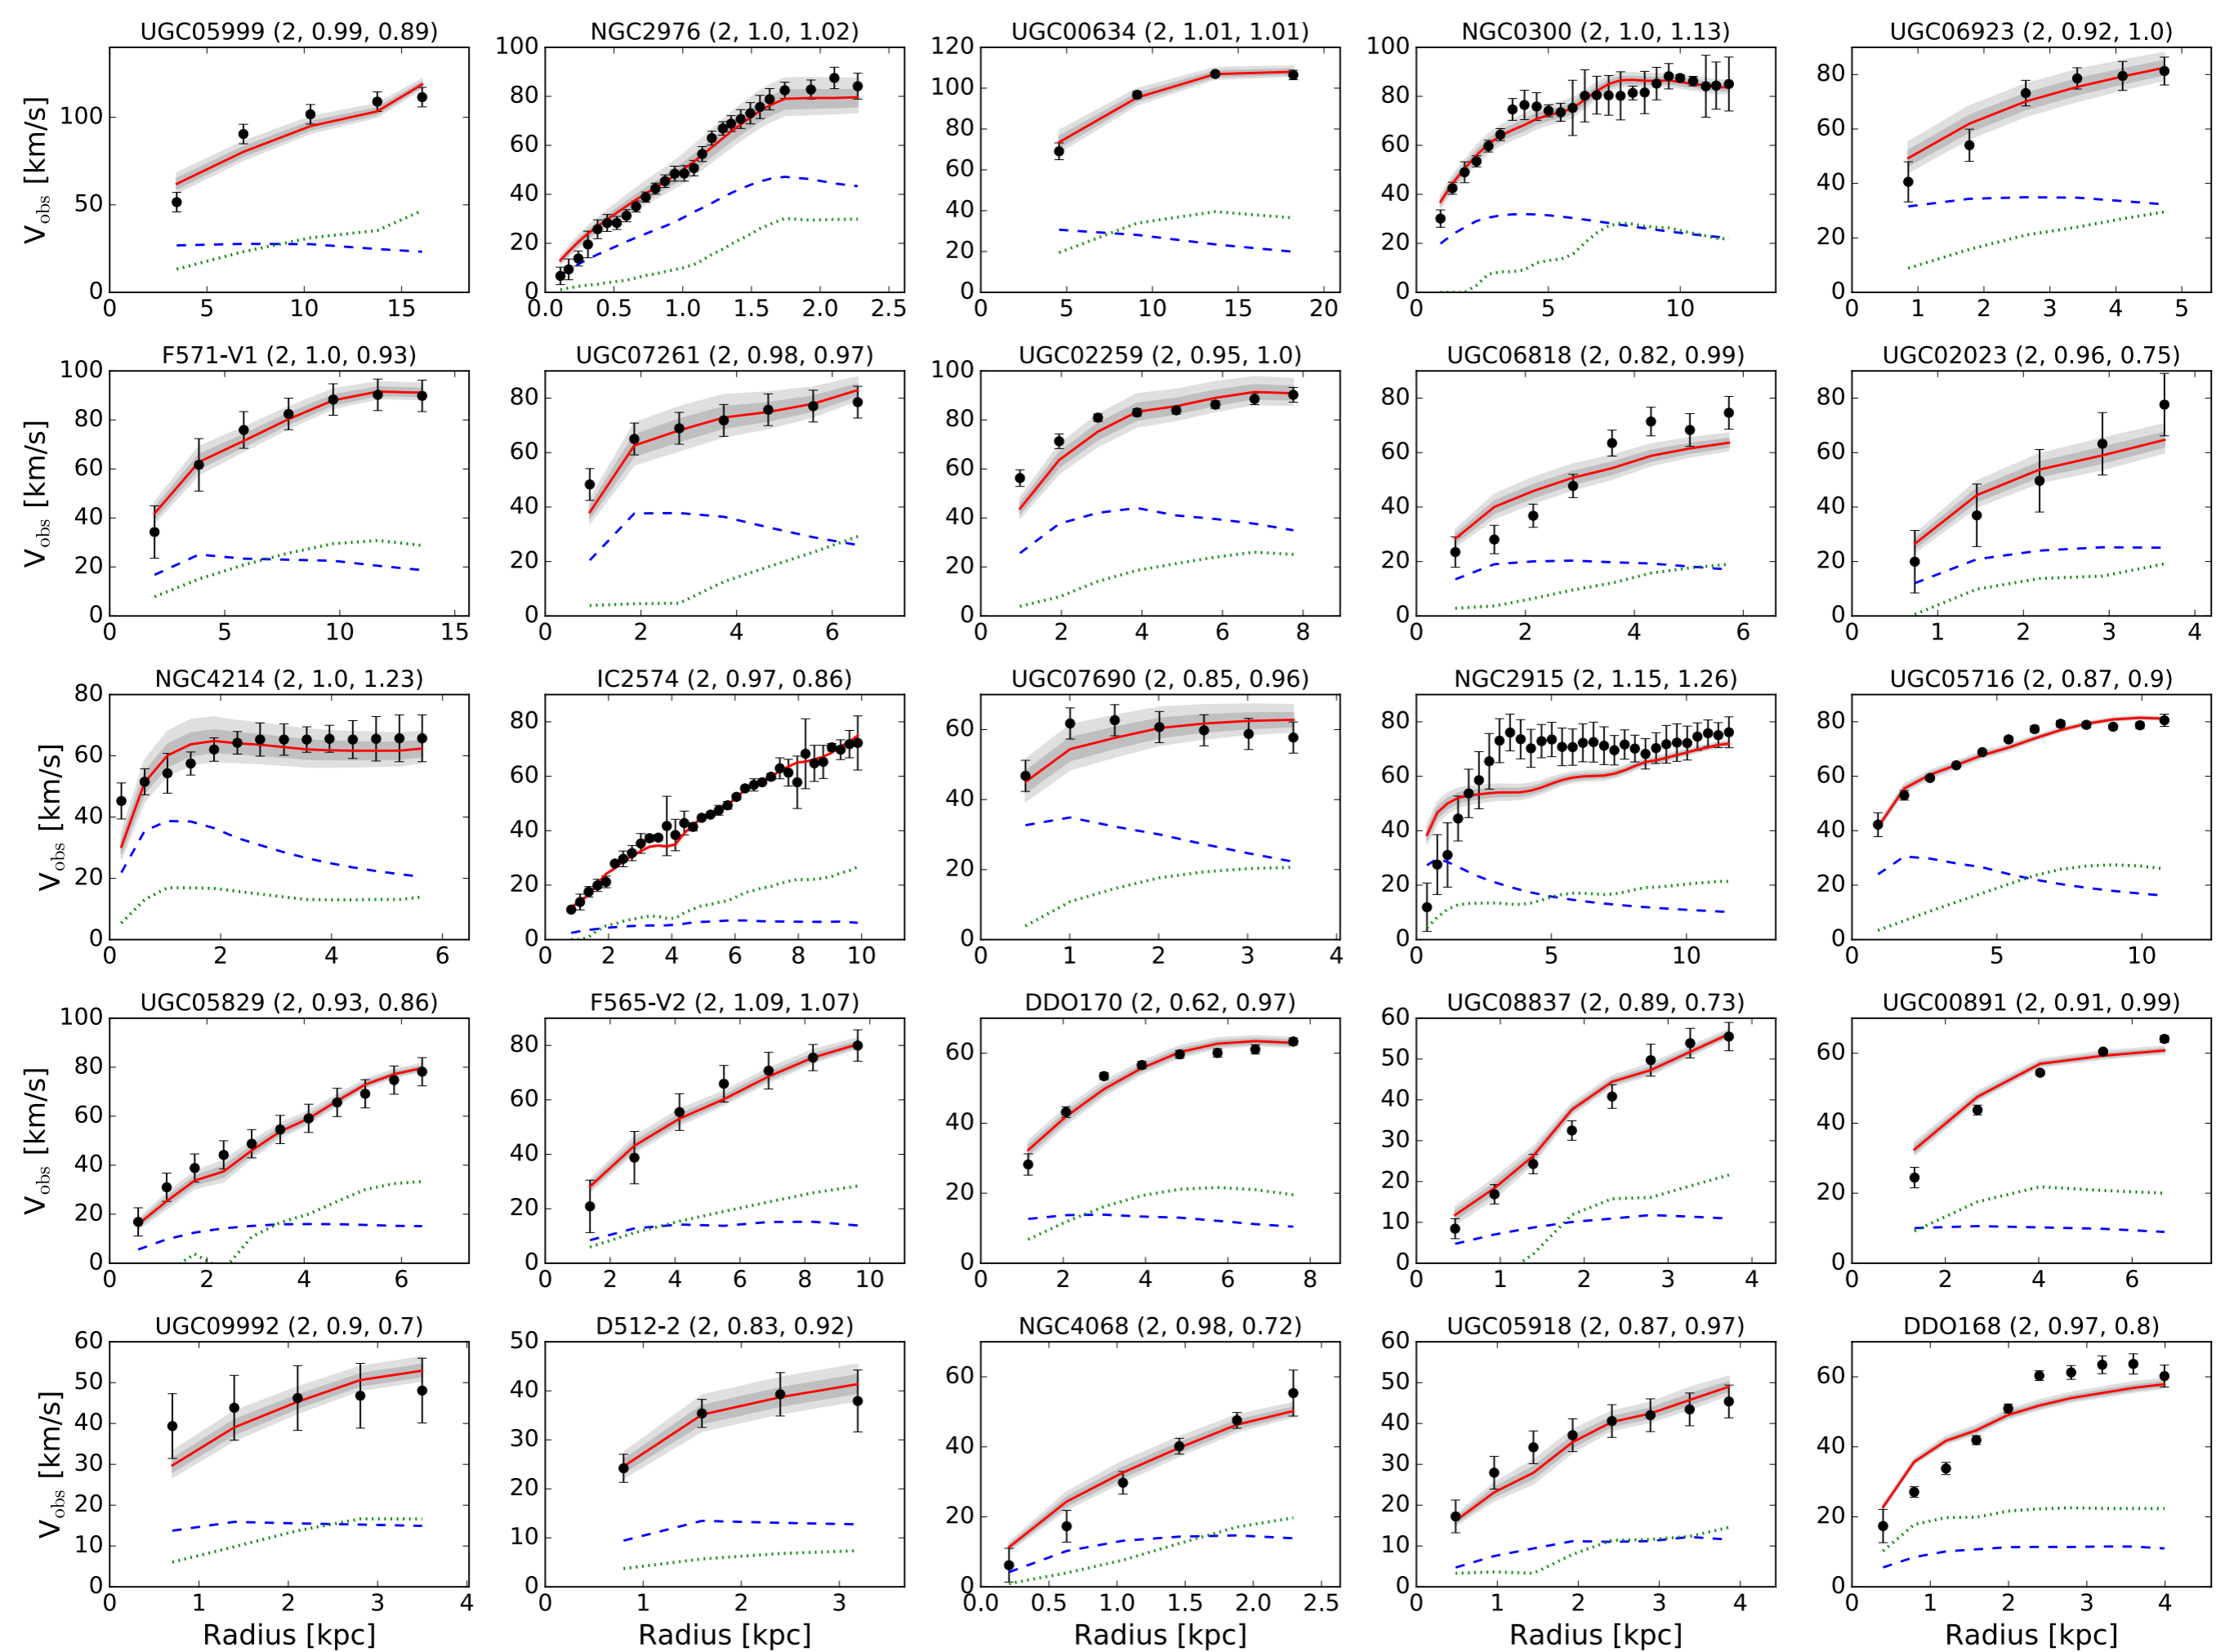 UGC05999 (2, 0.99, 0.89) NGC2976 (2, 1.0, 1.02) UGC00634 (2, 1.01, 1.01) NGC0300 (2, 1.0, 1.13) UGC06923 (2, 0.92, 1.0)
V_obs [km/s]
0 50 100
0 5 10 15
0 20 40 60 80 100
0.0 0.5 1.0 1.5 2.0 2.5
0 20 40 60 80 100 120
0 5 10 15 20
0 20 40 60 80 100
0 5 10
0 20 40 60 80
0 1 2 3 4 5
F571-V1 (2, 1.0, 0.93) UGC07261 (2, 0.98, 0.97) UGC02259 (2, 0.95, 1.0) UGC06818 (2, 0.82, 0.99) UGC02023 (2, 0.96, 0.75)
V_obs [km/s]
0 20 40 60 80 100
0 5 10 15
0 20 40 60 80
0 2 4 6
0 20 40 60 80 100
0 2 4 6 8
0 20 40 60 80
0 2 4 6
0 20 40 60 80
0 1 2 3 4
NGC4214 (2, 1.0, 1.23) IC2574 (2, 0.97, 0.86) UGC07690 (2, 0.85, 0.96) NGC2915 (2, 1.15, 1.26) UGC05716 (2, 0.87, 0.9)
V_obs [km/s]
0 20 40 60 80
0 2 4 6
0 20 40 60 80
0 2 4 6 8 10
0 20 40 60
0 1 2 3 4
0 20 40 60 80
0 5 10
0 20 40 60 80
0 5 10
UGC05829 (2, 0.93, 0.86) F565-V2 (2, 1.09, 1.07) DDO170 (2, 0.62, 0.97) UGC08837 (2, 0.89, 0.73) UGC00891 (2, 0.91, 0.99)
V_obs [km/s]
0 20 40 60 80 100
0 2 4 6
0 20 40 60 80
0 2 4 6 8 10
0 20 40 60
0 2 4 6 8
0 10 20 30 40 50 60
0 1 2 3 4
0 20 40 60
0 2 4 6
UGC09992 (2, 0.9, 0.7) D512-2 (2, 0.83, 0.92) NGC4068 (2, 0.98, 0.72) UGC05918 (2, 0.87, 0.97) DDO168 (2, 0.97, 0.8)
V_obs [km/s]
0 10 20 30 40 50 60
0 1 2 3 4
0 10 20 30 40 50
0 1 2 3
0 20 40 60
0.0 0.5 1.0 1.5 2.0 2.5
0 10 20 30 40 50 60
0 1 2 3 4
0 20 40 60
0 1 2 3 4
Radius [kpc] Radius [kpc] Radius [kpc] Radius [kpc] Radius [kpc]